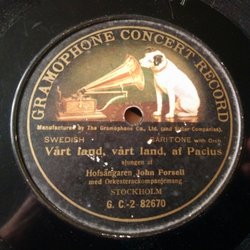 GRAMOPHONE CONCERT RECORD
Manufactured by The Gramophone Co., Ltd. (and Sister Companies).
SWEDISH BARITONE with Orch
Vårt land, vårt land, af Pacius
sjungen af
Hofsångaren John Forsell
med Orkesterackompanjemang
STOCKHOLM
G. C.-2-82670